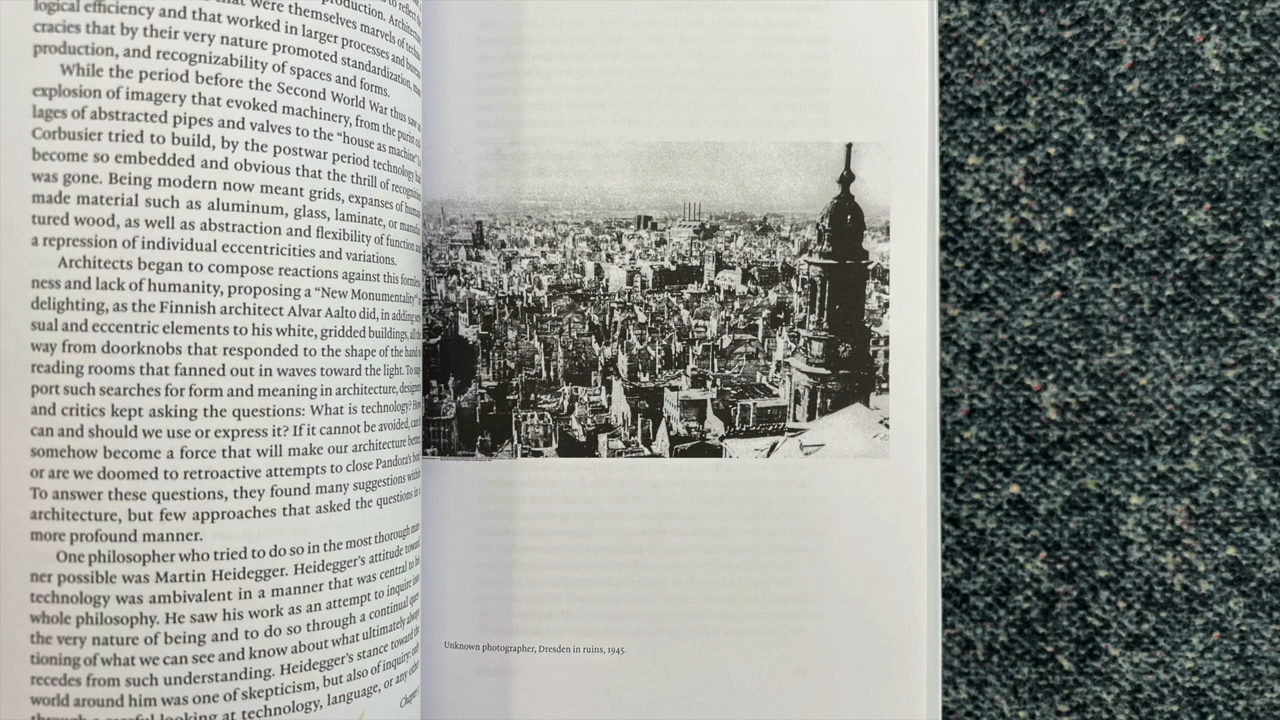 logical efficiency and that worked in larger processes and
cracies that by their very nature promoted standardization,
production, and recognizability of spaces and forms.
While the period before the Second World War thus saw
explosion of imagery that evoked machinery, from the purist
lages of abstracted pipes and valves to the “house as machine”
Corbusier tried to build, by the postwar period technology
become so embedded and obvious that the thrill of
was gone. Being modern now meant grids, expanses of
made material such as aluminum, glass, laminate, or
tured wood, as well as abstraction and flexibility of function
a repression of individual eccentricities and variations.
Architects began to compose reactions against this
ness and lack of humanity, proposing a “New Monumentality”
delighting, as the Finnish architect Alvar Aalto did, in adding
sual and eccentric elements to his white, gridded buildings,
way from doorknobs that responded to the shape of the hand
reading rooms that fanned out in waves toward the light. To
port such searches for form and meaning in architecture,
and critics kept asking the questions: What is technology?
can and should we use or express it? If it cannot be avoided,
somehow become a force that will make our architecture
or are we doomed to retroactive attempts to close Pandora’s
To answer these questions, they found many suggestions
architecture, but few approaches that asked the questions in
more profound manner.
One philosopher who tried to do so in the most thorough
ner possible was Martin Heidegger. Heidegger’s attitude
technology was ambivalent in a manner that was central to
whole philosophy. He saw his work as an attempt to inquire
the very nature of being and to do so through a continual
tioning of what we can see and know about what ultimately
recedes from such understanding. Heidegger’s stance toward
world around him was one of skepticism, but also of inquiry:
looking at technology, language, or any
Unknown photographer, Dresden in ruins, 1945.